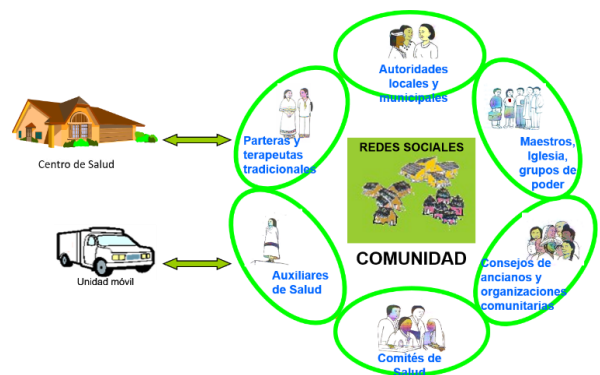 Autoridades
locales y
municipales
Parteras y
terapeutas
tradicionales
REDES SOCIALES
Maestros,
Iglesia,
grupos de
poder
Centro de Salud
COMUNIDAD
Consejos de
ancianos y
organizaciones
comunitarias
Auxiliares
de Salud
Unidad móvil
Comités de
Salud